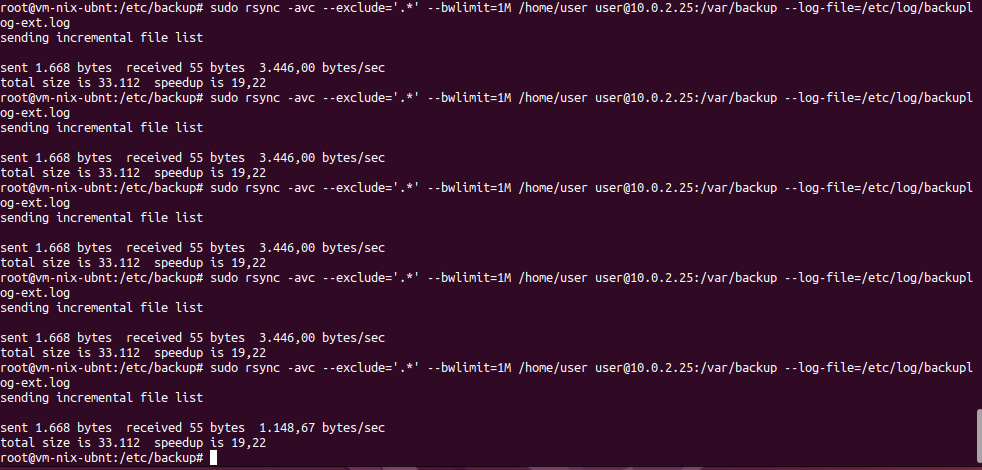 root@vm-nix-ubnt:/etc/backup# sudo rsync -avc --exclude='.*' --bwlimit=1M /home/user user@10.0.2.25:/var/backup --log-file=/etc/log/backupl
og-ext.log
sending incremental file list

sent 1.668 bytes  received 55 bytes  3.446,00 bytes/sec
total size is 33.112  speedup is 19,22
root@vm-nix-ubnt:/etc/backup# sudo rsync -avc --exclude='.*' --bwlimit=1M /home/user user@10.0.2.25:/var/backup --log-file=/etc/log/backupl
og-ext.log
sending incremental file list

sent 1.668 bytes  received 55 bytes  3.446,00 bytes/sec
total size is 33.112  speedup is 19,22
root@vm-nix-ubnt:/etc/backup# sudo rsync -avc --exclude='.*' --bwlimit=1M /home/user user@10.0.2.25:/var/backup --log-file=/etc/log/backupl
og-ext.log
sending incremental file list

sent 1.668 bytes  received 55 bytes  3.446,00 bytes/sec
total size is 33.112  speedup is 19,22
root@vm-nix-ubnt:/etc/backup# sudo rsync -avc --exclude='.*' --bwlimit=1M /home/user user@10.0.2.25:/var/backup --log-file=/etc/log/backupl
og-ext.log
sending incremental file list

sent 1.668 bytes  received 55 bytes  3.446,00 bytes/sec
total size is 33.112  speedup is 19,22
root@vm-nix-ubnt:/etc/backup# sudo rsync -avc --exclude='.*' --bwlimit=1M /home/user user@10.0.2.25:/var/backup --log-file=/etc/log/backupl
og-ext.log
sending incremental file list

sent 1.668 bytes  received 55 bytes  1.148,67 bytes/sec
total size is 33.112  speedup is 19,22
root@vm-nix-ubnt:/etc/backup#